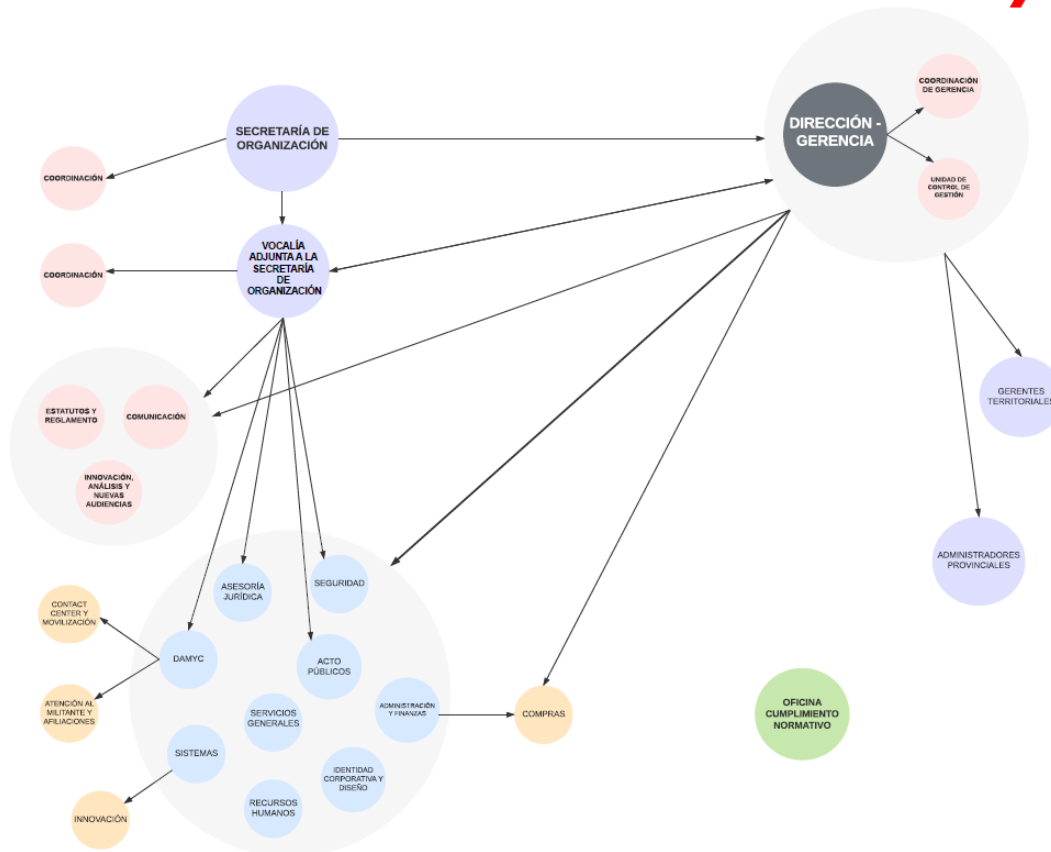 COORDINACIÓN
DE GERENCIA
DIRECCIÓN -
GERENCIA
SECRETARÍA DE
ORGANIZACIÓN
COORDINACIÓN
UNIDAD DE
CONTROL DE
GESTIÓN
VOCALÍA
ADJUNTA A LA
SECRETARÍA
DE
ORGANIZACIÓN
COORDINACIÓN
GERENTES
TERRITORIALES
ESTATUTOS Y
REGLAMENTO
COMUNICACIÓN
INNOVACIÓN,
ANÁLISIS Y
NUEVAS
AUDIENCIAS
ADMINISTRADORES
PROVINCIALES
ASESORÍA
JURÍDICA
SEGURIDAD
CONTACT
CENTER Y
MOVILIZACIÓN
DAMYC
ACTO
PÚBLICOS
ATENCIÓN AL
MILITANTE Y
AFILIACIONES
SERVICIOS
GENERALES
ADMINISTRACIÓN
Y FINANZAS
COMPRAS
OFICINA
CUMPLIMIENTO
NORMATIVO
SISTEMAS
IDENTIDAD
CORPORATIVA Y
DISEÑO
RECURSOS
HUMANOS
INNOVACIÓN